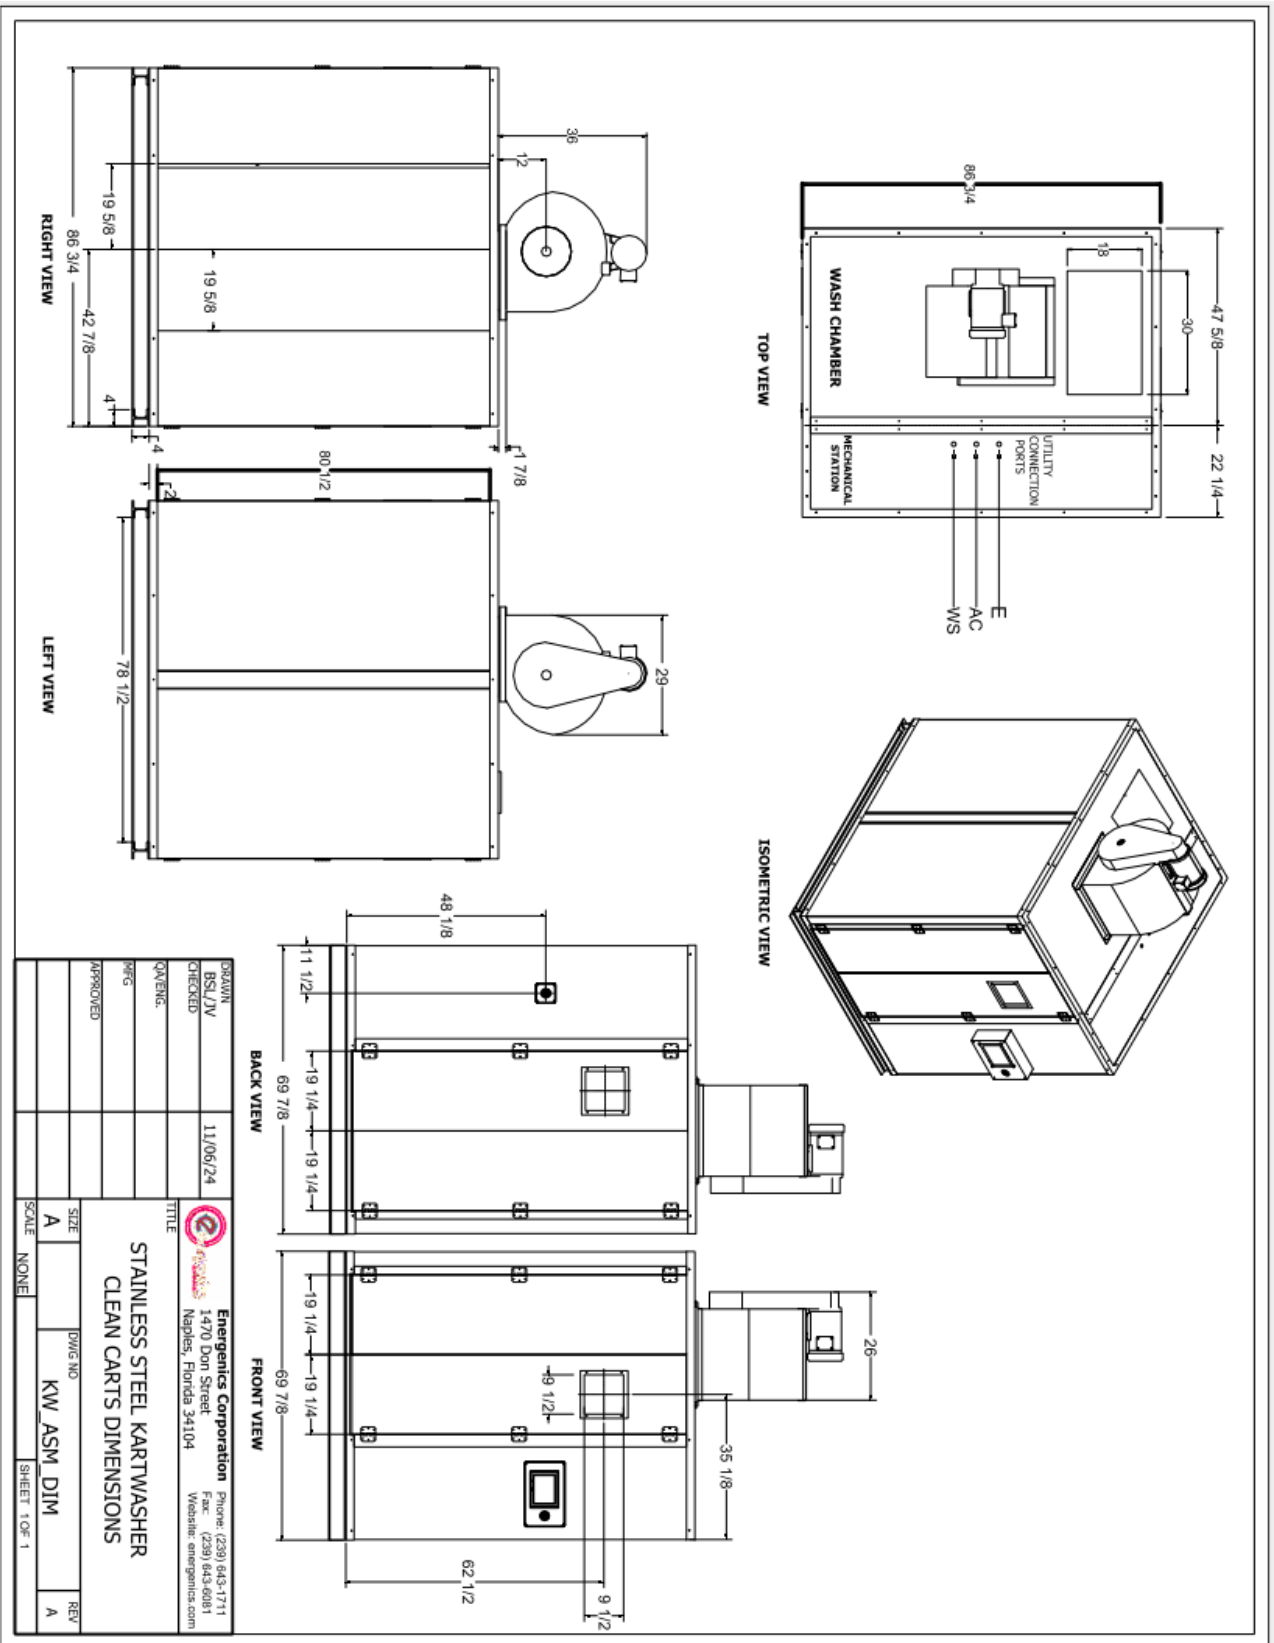 86 3/4
47 5/8
22 1/4
18
30
WASH CHAMBER
UTILITY
CONNECTION
PORTS
MECHANICAL
STATION
E
AC
WS
TOP VIEW
ISOMETRIC VIEW
36
12
1 7/8
19 5/8
19 5/8
42 7/8
86 3/4
4
4
RIGHT VIEW
29
80 1/2
2
78 1/2
LEFT VIEW
48 1/8
11 1/2
19 1/4
19 1/4
69 7/8
BACK VIEW
26
35 1/8
9 1/2
19 1/4
19 1/4
69 7/8
62 1/2
9 1/2
FRONT VIEW
DRAWN
BSL/JV
11/06/24
CHECKED
QA/ENG.
MFG
APPROVED
Energenics Corporation
1470 Don Street
Naples, Florida 34104
Phone: (239) 643-1711
Fax: (239) 643-6081
Website: energenics.com
TITLE
STAINLESS STEEL KARTWASHER
CLEAN CARTS DIMENSIONS
SIZE
A
DWG NO
KW_ASM_DIM
REV
A
SCALE
NONE
SHEET 1 OF 1